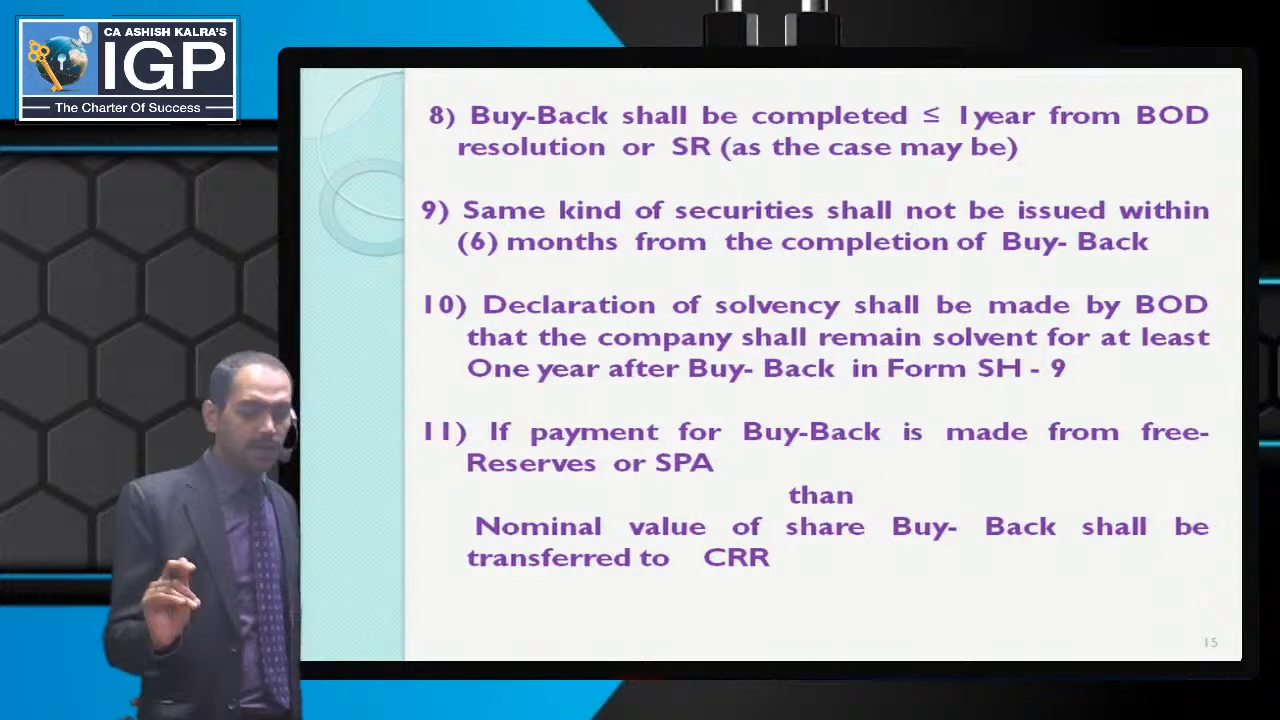 CA ASHISH KALRA'S
IGP
The Charter Of Success
8) Buy-Back shall be completed ≤ 1year from BOD
resolution or SR (as the case may be)
9) Same kind of securities shall not be issued within
(6) months from the completion of Buy- Back
10) Declaration of solvency shall be made by BOD
that the company shall remain solvent for at least
One year after Buy- Back in Form SH - 9
11) If payment for Buy-Back is made from free-
Reserves or SPA
than
Nominal value of share Buy- Back shall be
transferred to CRR
15